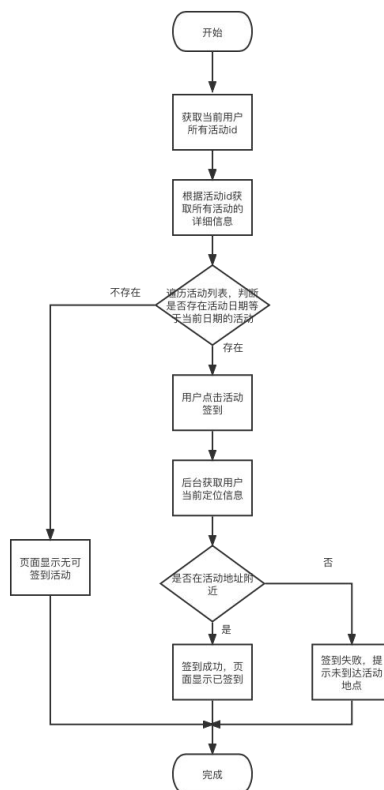 开始
获取当前用户
所有活动id
根据活动id获
取所有活动的
详细信息
遍历活动列表，判断
是否存在活动日期等
于当前日期的活动
不存在
存在
用户点击活动
签到
后台获取用户
当前定位信息
页面显示无可
签到活动
是否在活动地址附
近
否
是
签到成功，页
面显示已签到
签到失败，提
示未到达活动
地点
完成